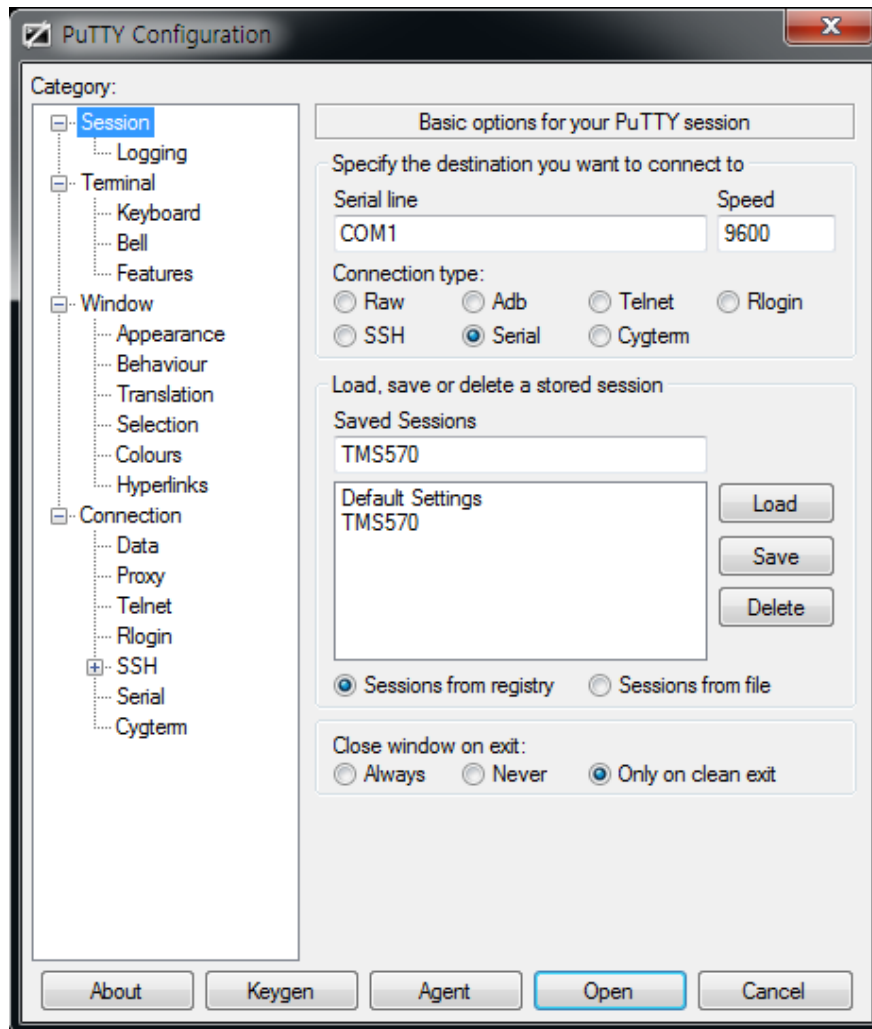 PuTTY Configuration
Category:
Session
Logging
Terminal
Keyboard
Bell
Features
Window
Appearance
Behaviour
Translation
Selection
Colours
Hyperlinks
Connection
Data
Proxy
Telnet
Rlogin
SSH
Serial
Cygterm
Basic options for your PuTTY session
Specify the destination you want to connect to
Serial line Speed
COM1 9600
Connection type:
Raw Adb Telnet Rlogin
SSH Serial Cygterm
Load, save or delete a stored session
Saved Sessions
TMS570
Default Settings
TMS570
Load
Save
Delete
Sessions from registry Sessions from file
Close window on exit:
Always Never Only on clean exit
About Keygen Agent Open Cancel